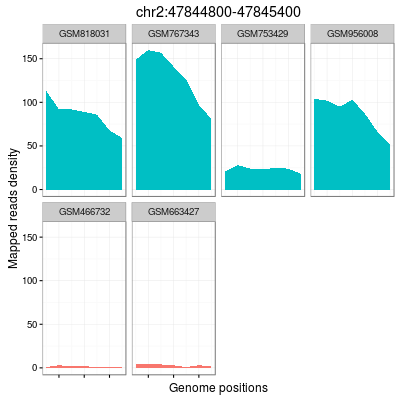 chr2:47844800-47845400
GSM818031 GSM767343 GSM753429 GSM956008
150
100
50
0
GSM466732 GSM663427
150
100
50
0
Mapped reads density
Genome positions